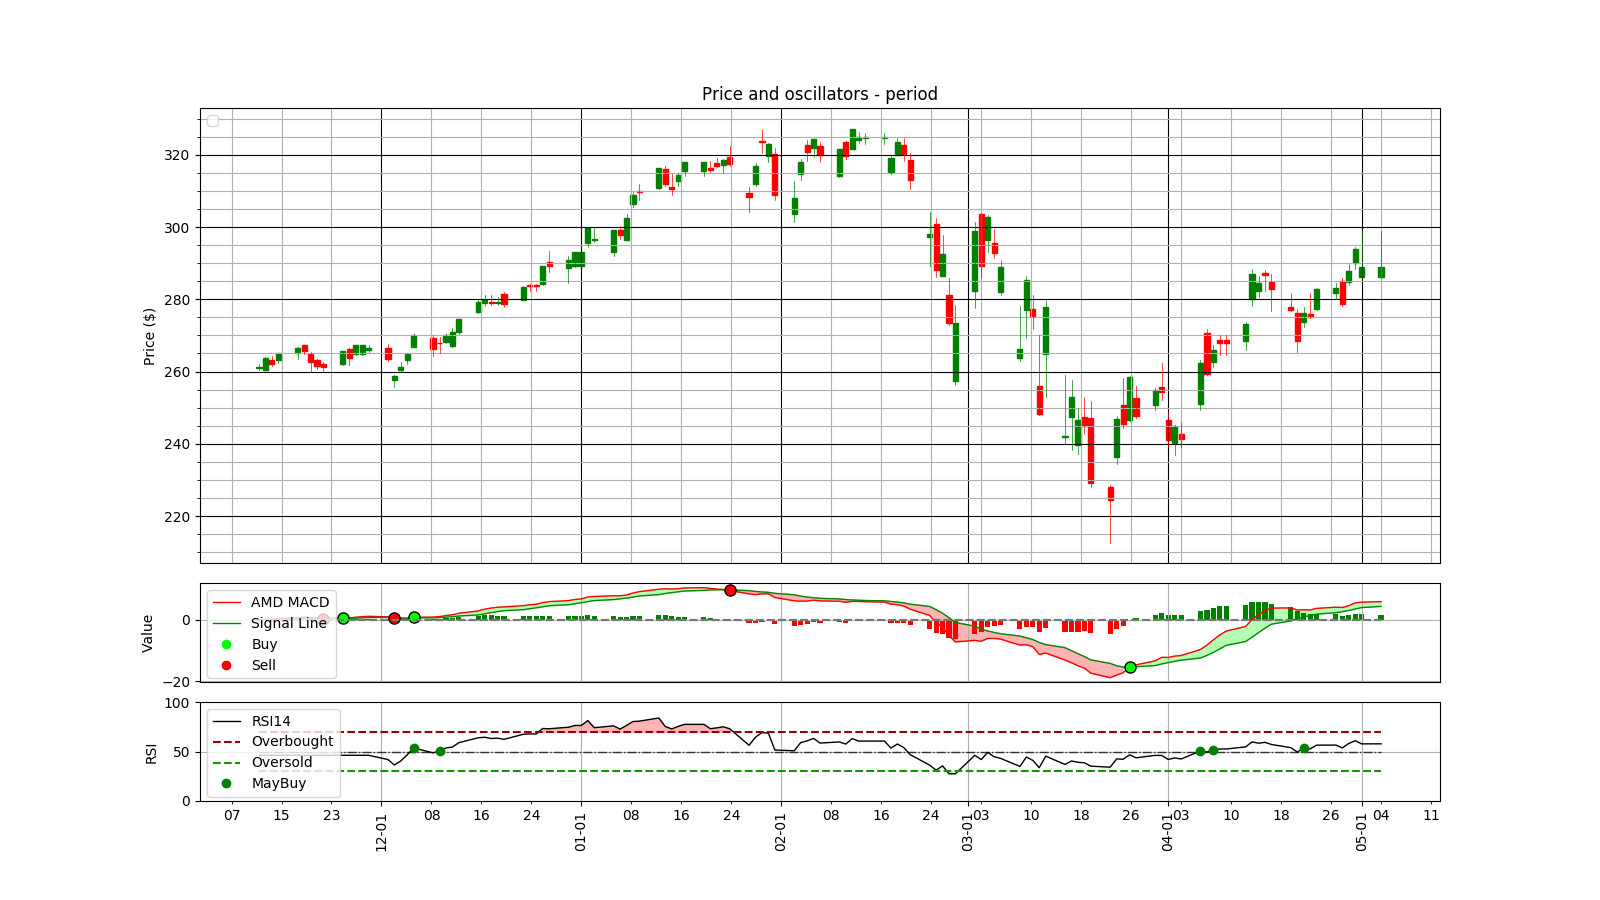 Price and oscillators - period
Price ($)
320
300
280
260
240
220
Value
0
−20
AMD MACD
Signal Line
Buy
Sell
RSI
100
50
0
RSI14
Overbought
Oversold
MayBuy
07 15 23 12-01 08 16 24 01-01 08 16 24 02-01 08 16 24 03-01 03 10 18 26 04-01 03 10 18 26 05-01 04 11